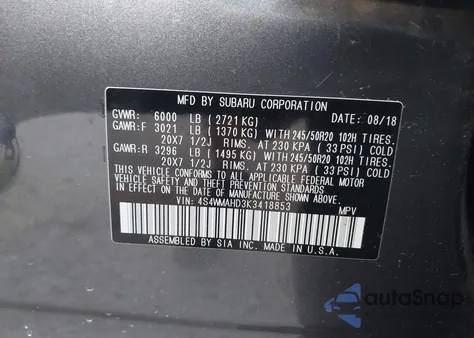 MFD BY SUBARU CORPORATION
DATE: 08/18
GVWR: 6000 LB (2721 KG)
GAWR:F 3021 LB (1370 KG) WITH 245/50R20 102H TIRES.
20X7 1/2J RIMS. AT 230 KPA ( 33 PSI) COLD
GAWR:R 3296 LB (1495 KG) WITH 245/50R20 102H TIRES.
20X7 1/2J RIMS. AT 230 KPA ( 33 PSI) COLD
THIS VEHICLE CONFORMS TO ALL APPLICABLE FEDERAL MOTOR
VEHICLE SAFETY AND THEFT PREVENTION STANDARDS IN EFFECT
ON THE DATE OF MANUFACTURE SHOWN ABOVE.
VIN: 4S4WMAHD3K3418853 MPV
ASSEMBLED BY SIA INC. MADE IN U.S.A.
autoSnap